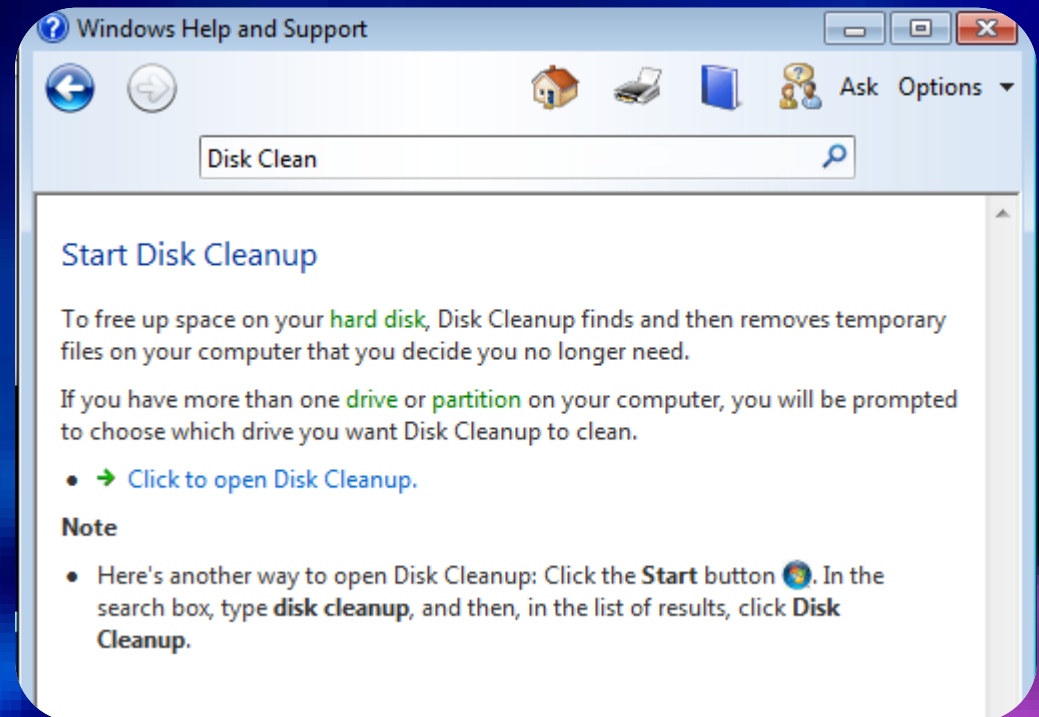 Windows Help and Support
Ask Options
Disk Clean
Start Disk Cleanup
To free up space on your hard disk, Disk Cleanup finds and then removes temporary
files on your computer that you decide you no longer need.
If you have more than one drive or partition on your computer, you will be prompted
to choose which drive you want Disk Cleanup to clean.
Click to open Disk Cleanup.
Note
Here's another way to open Disk Cleanup: Click the Start button . In the
search box, type disk cleanup, and then, in the list of results, click Disk
Cleanup.